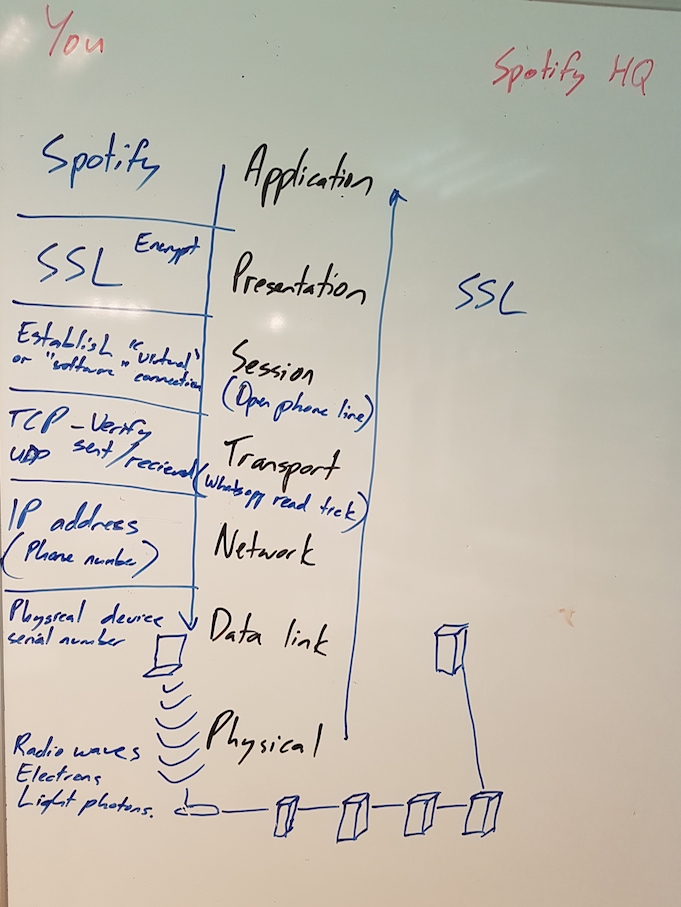 You
Spotify HQ
Spotify
Application
SSL Encrypt
Presentation
SSL
Establish "virtual"
or "software" connection
Session
(Open phone line)
TCP - Verify
UDP sent/recieved
Transport
(Whatsapp read tick)
IP address
(Phone number)
Network
Physical device
serial number
Data link
Physical
Radio waves
Electrons
Light photons.